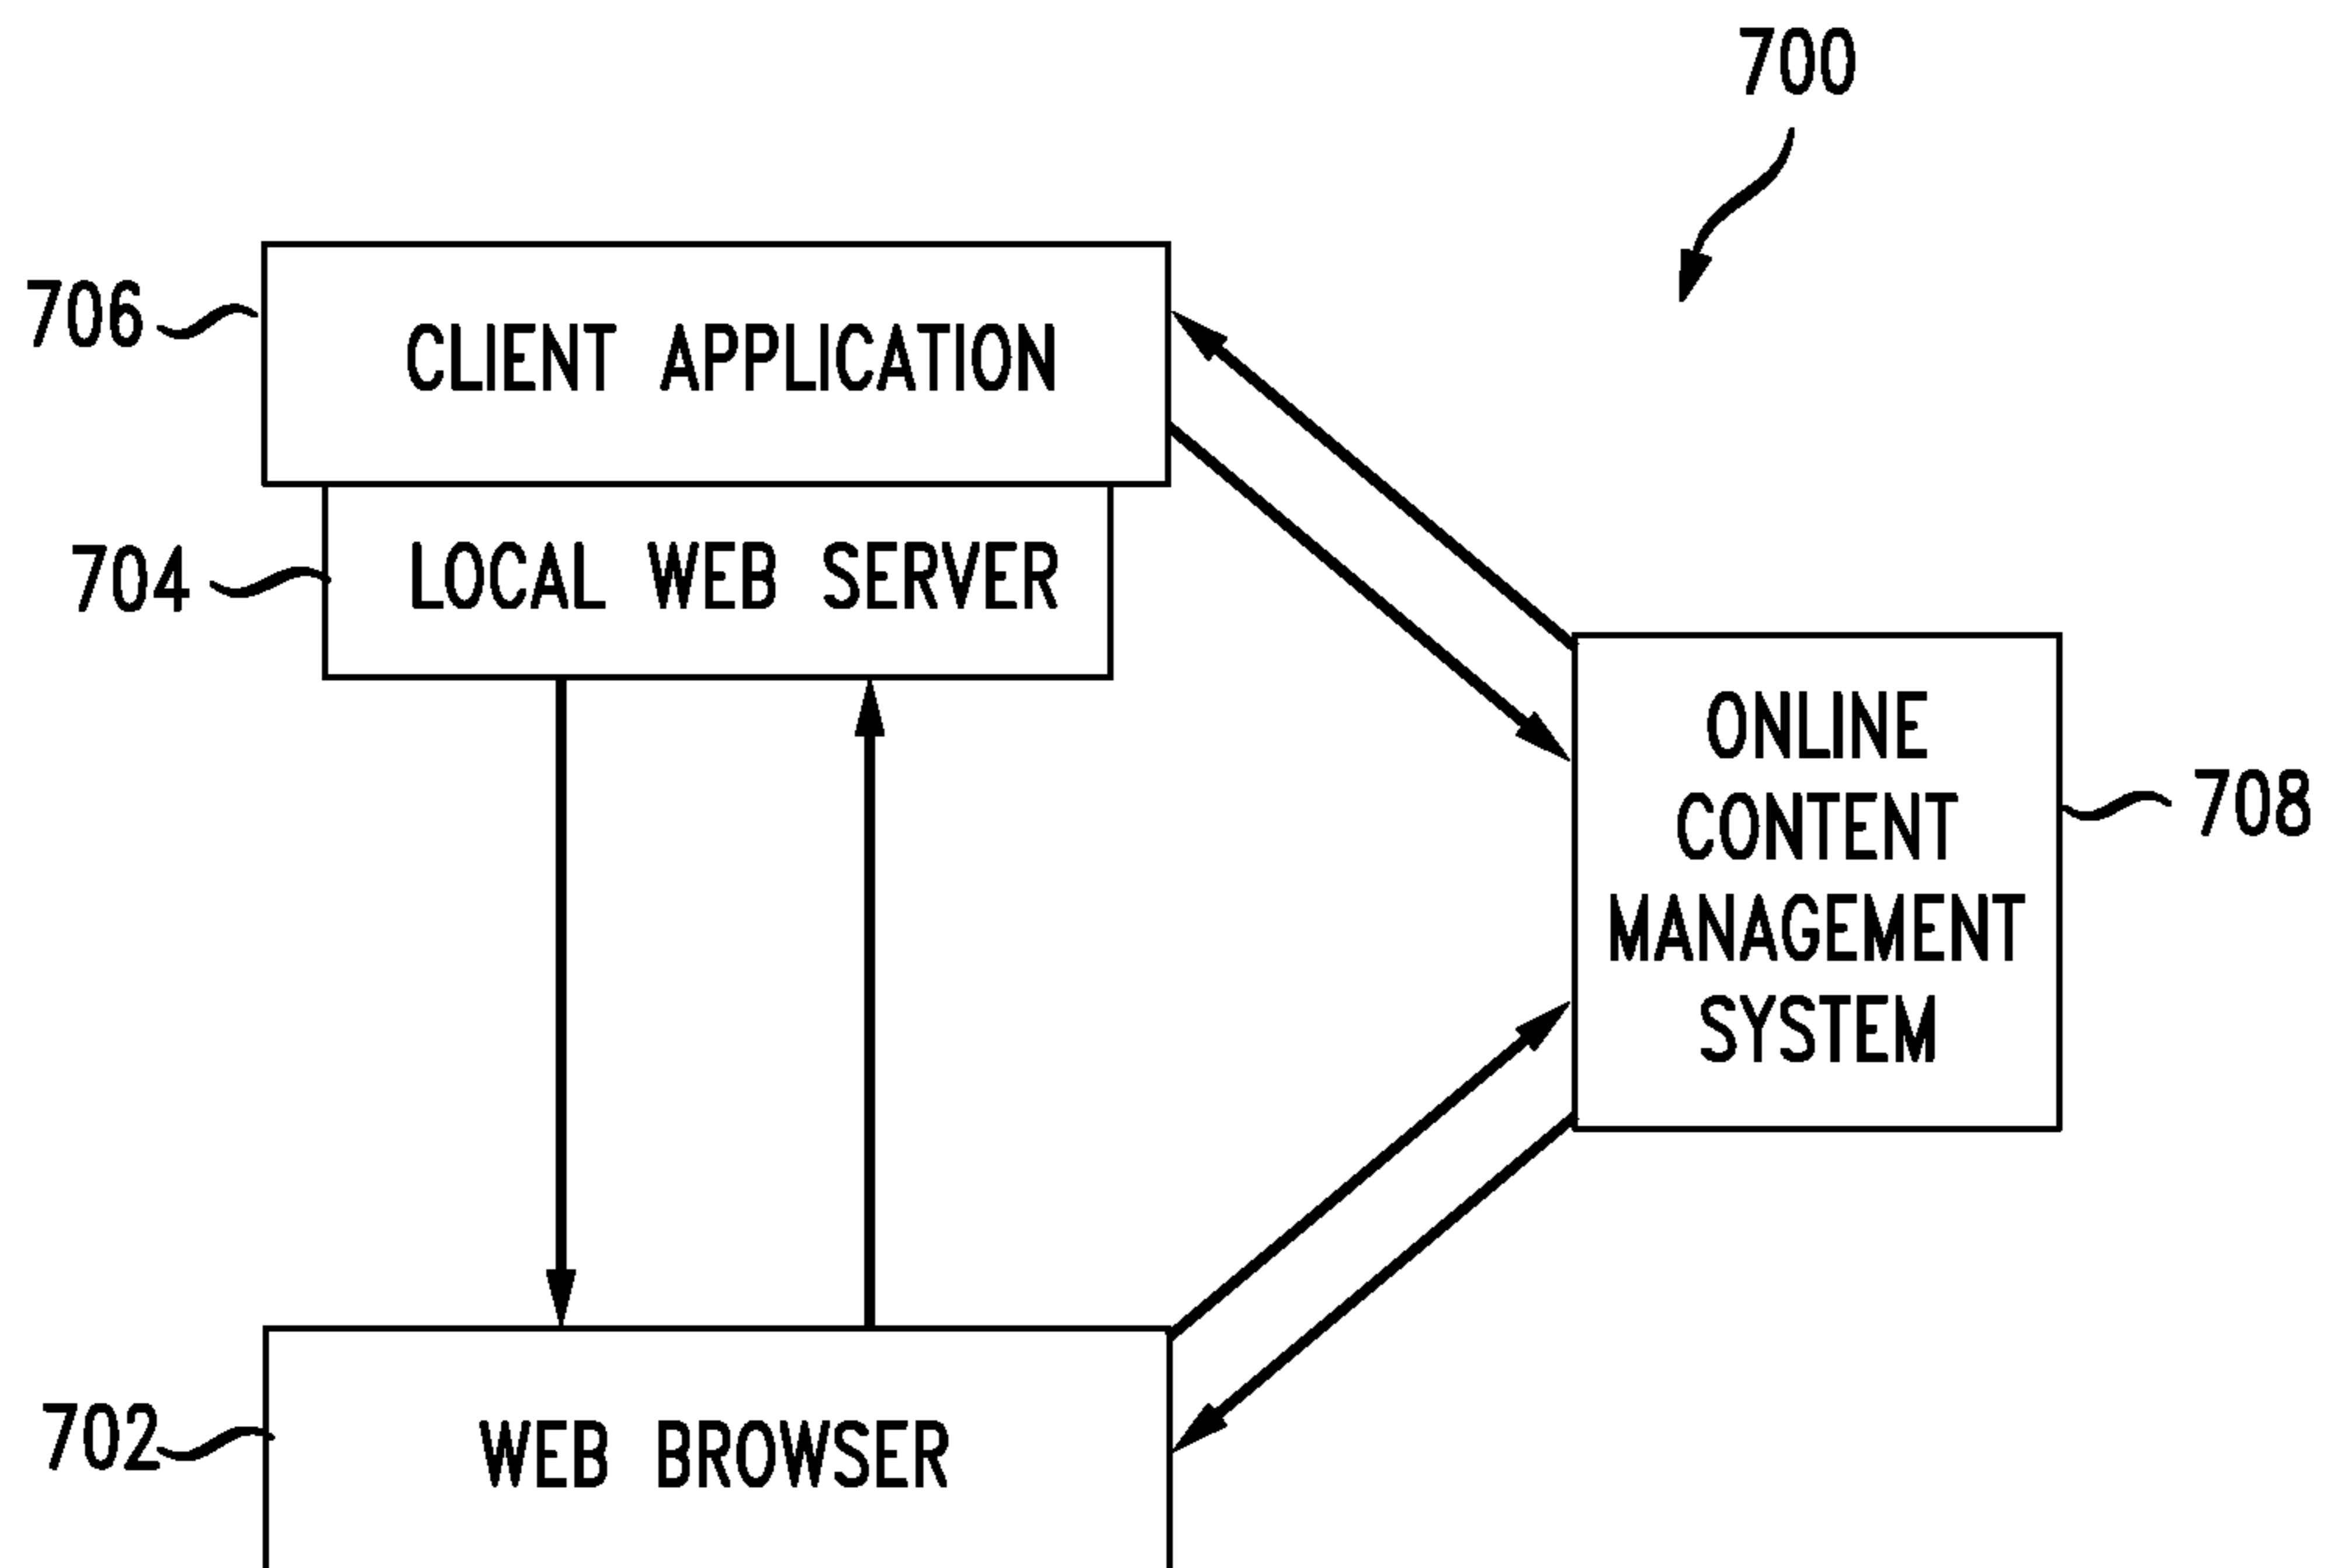 700
706
CLIENT APPLICATION
704
LOCAL WEB SERVER
ONLINE
CONTENT
MANAGEMENT
SYSTEM
708
702
WEB BROWSER